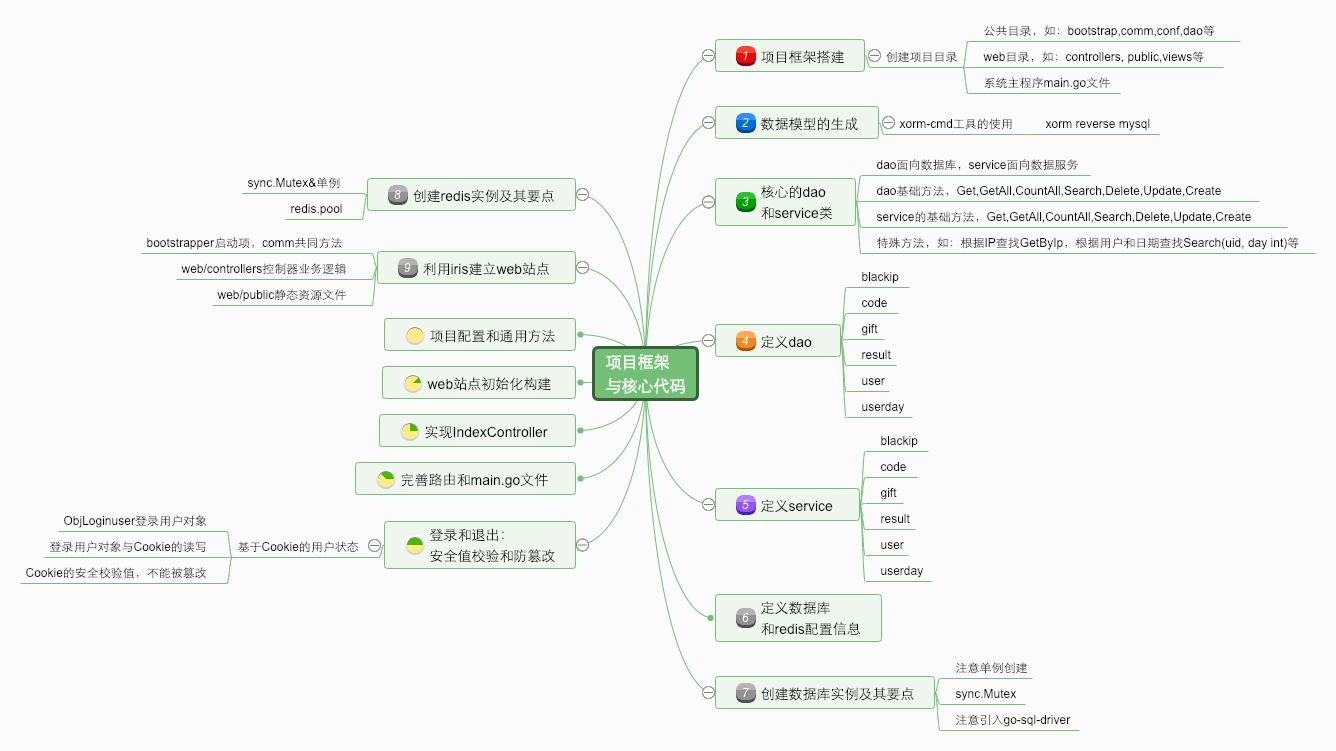 项目框架
与核心代码
1 项目框架搭建
创建项目目录
公共目录，如：bootstrap,comm,conf,dao等
web目录，如：controllers, public,views等
系统主程序main.go文件
2 数据模型的生成
xorm-cmd工具的使用
xorm reverse mysql
3 核心的dao
和service类
dao面向数据库，service面向数据服务
dao基础方法，Get,GetAll,CountAll,Search,Delete,Update,Create
service的基础方法，Get,GetAll,CountAll,Search,Delete,Update,Create
特殊方法，如：根据IP查找GetByIp，根据用户和日期查找Search(uid, day int)等
4 定义dao
blackip
code
gift
result
user
userday
5 定义service
blackip
code
gift
result
user
userday
6 定义数据库
和redis配置信息
7 创建数据库实例及其要点
注意单例创建
sync.Mutex
注意引入go-sql-driver
8 创建redis实例及其要点
sync.Mutex&单例
redis.pool
9 利用iris建立web站点
bootstrapper启动项，comm共同方法
web/controllers控制器业务逻辑
web/public静态资源文件
项目配置和通用方法
web站点初始化构建
实现IndexController
完善路由和main.go文件
登录和退出：
安全值校验和防篡改
基于Cookie的用户状态
ObjLoginuser登录用户对象
登录用户对象与Cookie的读写
Cookie的安全校验值，不能被篡改